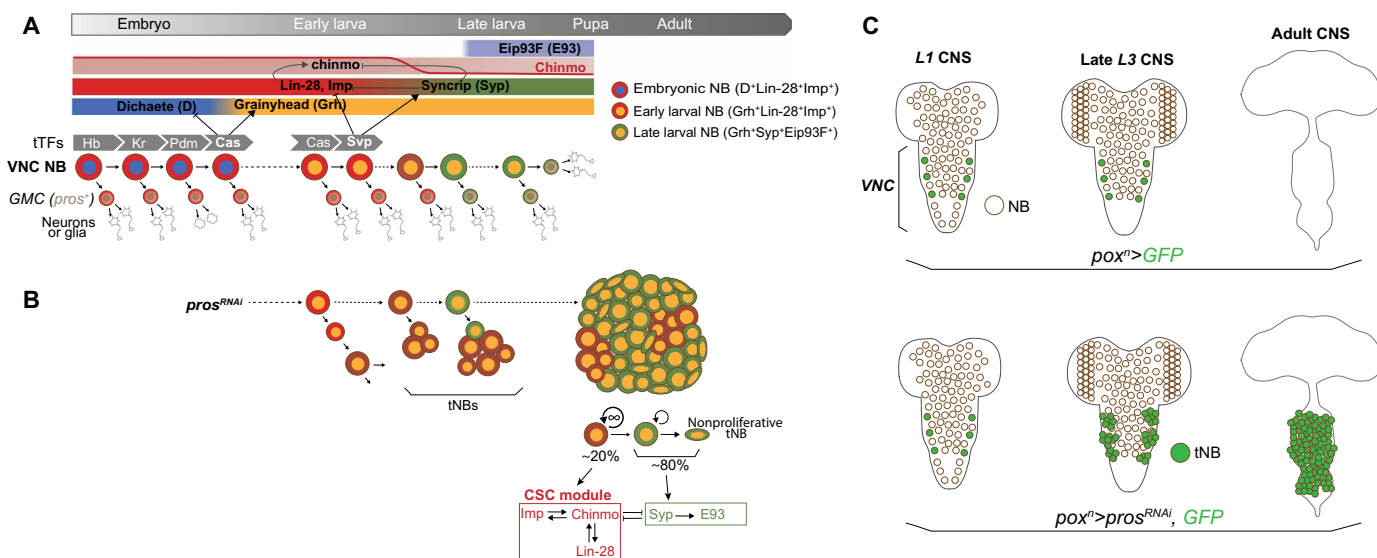 A
Embryo Early larva Late larva Pupa Adult
Eip93F (E93)
chinmo Chinmo
Lin-28, Imp Syncrip (Syp)
Dichaete (D) Grainyhead (Grh)
Embryonic NB (D⁺Lin-28⁺Imp⁺)
Early larval NB (Grh⁺Lin-28⁺Imp⁺)
Late larval NB (Grh⁺Syp⁺Eip93F⁺)
tTFs Hb Kr Pdm Cas Cas Svp
VNC NB
GMC (pros⁺)
Neurons
or glia
B
pros^RNAi
tNBs
∞
Nonproliferative
tNB
~20% ~80%
CSC module
Imp Chinmo Syp E93
Lin-28
C
L1 CNS Late L3 CNS Adult CNS
VNC
NB
pox^n>GFP
tNB
pox^n>pros^RNAi, GFP